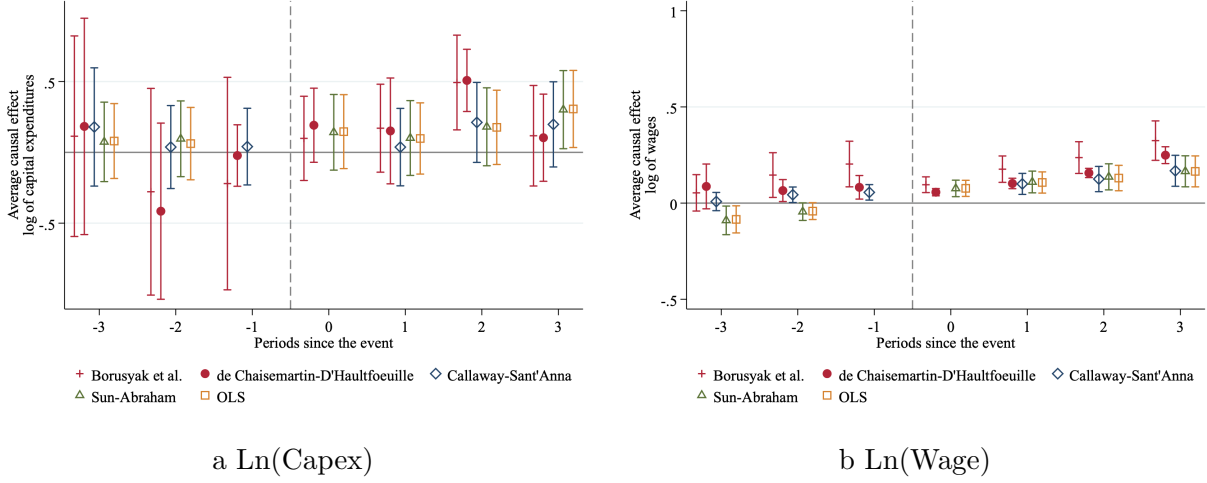 Average causal effect
log of capital expenditures
.5
-.5
-3 -2 -1 0 1 2 3
Periods since the event
Borusyak et al. de Chaisemartin-D'Haultfoeuille Callaway-Sant'Anna
Sun-Abraham OLS
a Ln(Capex)
Average causal effect
log of wages
1
.5
0
-.5
-3 -2 -1 0 1 2 3
Periods since the event
Borusyak et al. de Chaisemartin-D'Haultfoeuille Callaway-Sant'Anna
Sun-Abraham OLS
b Ln(Wage)